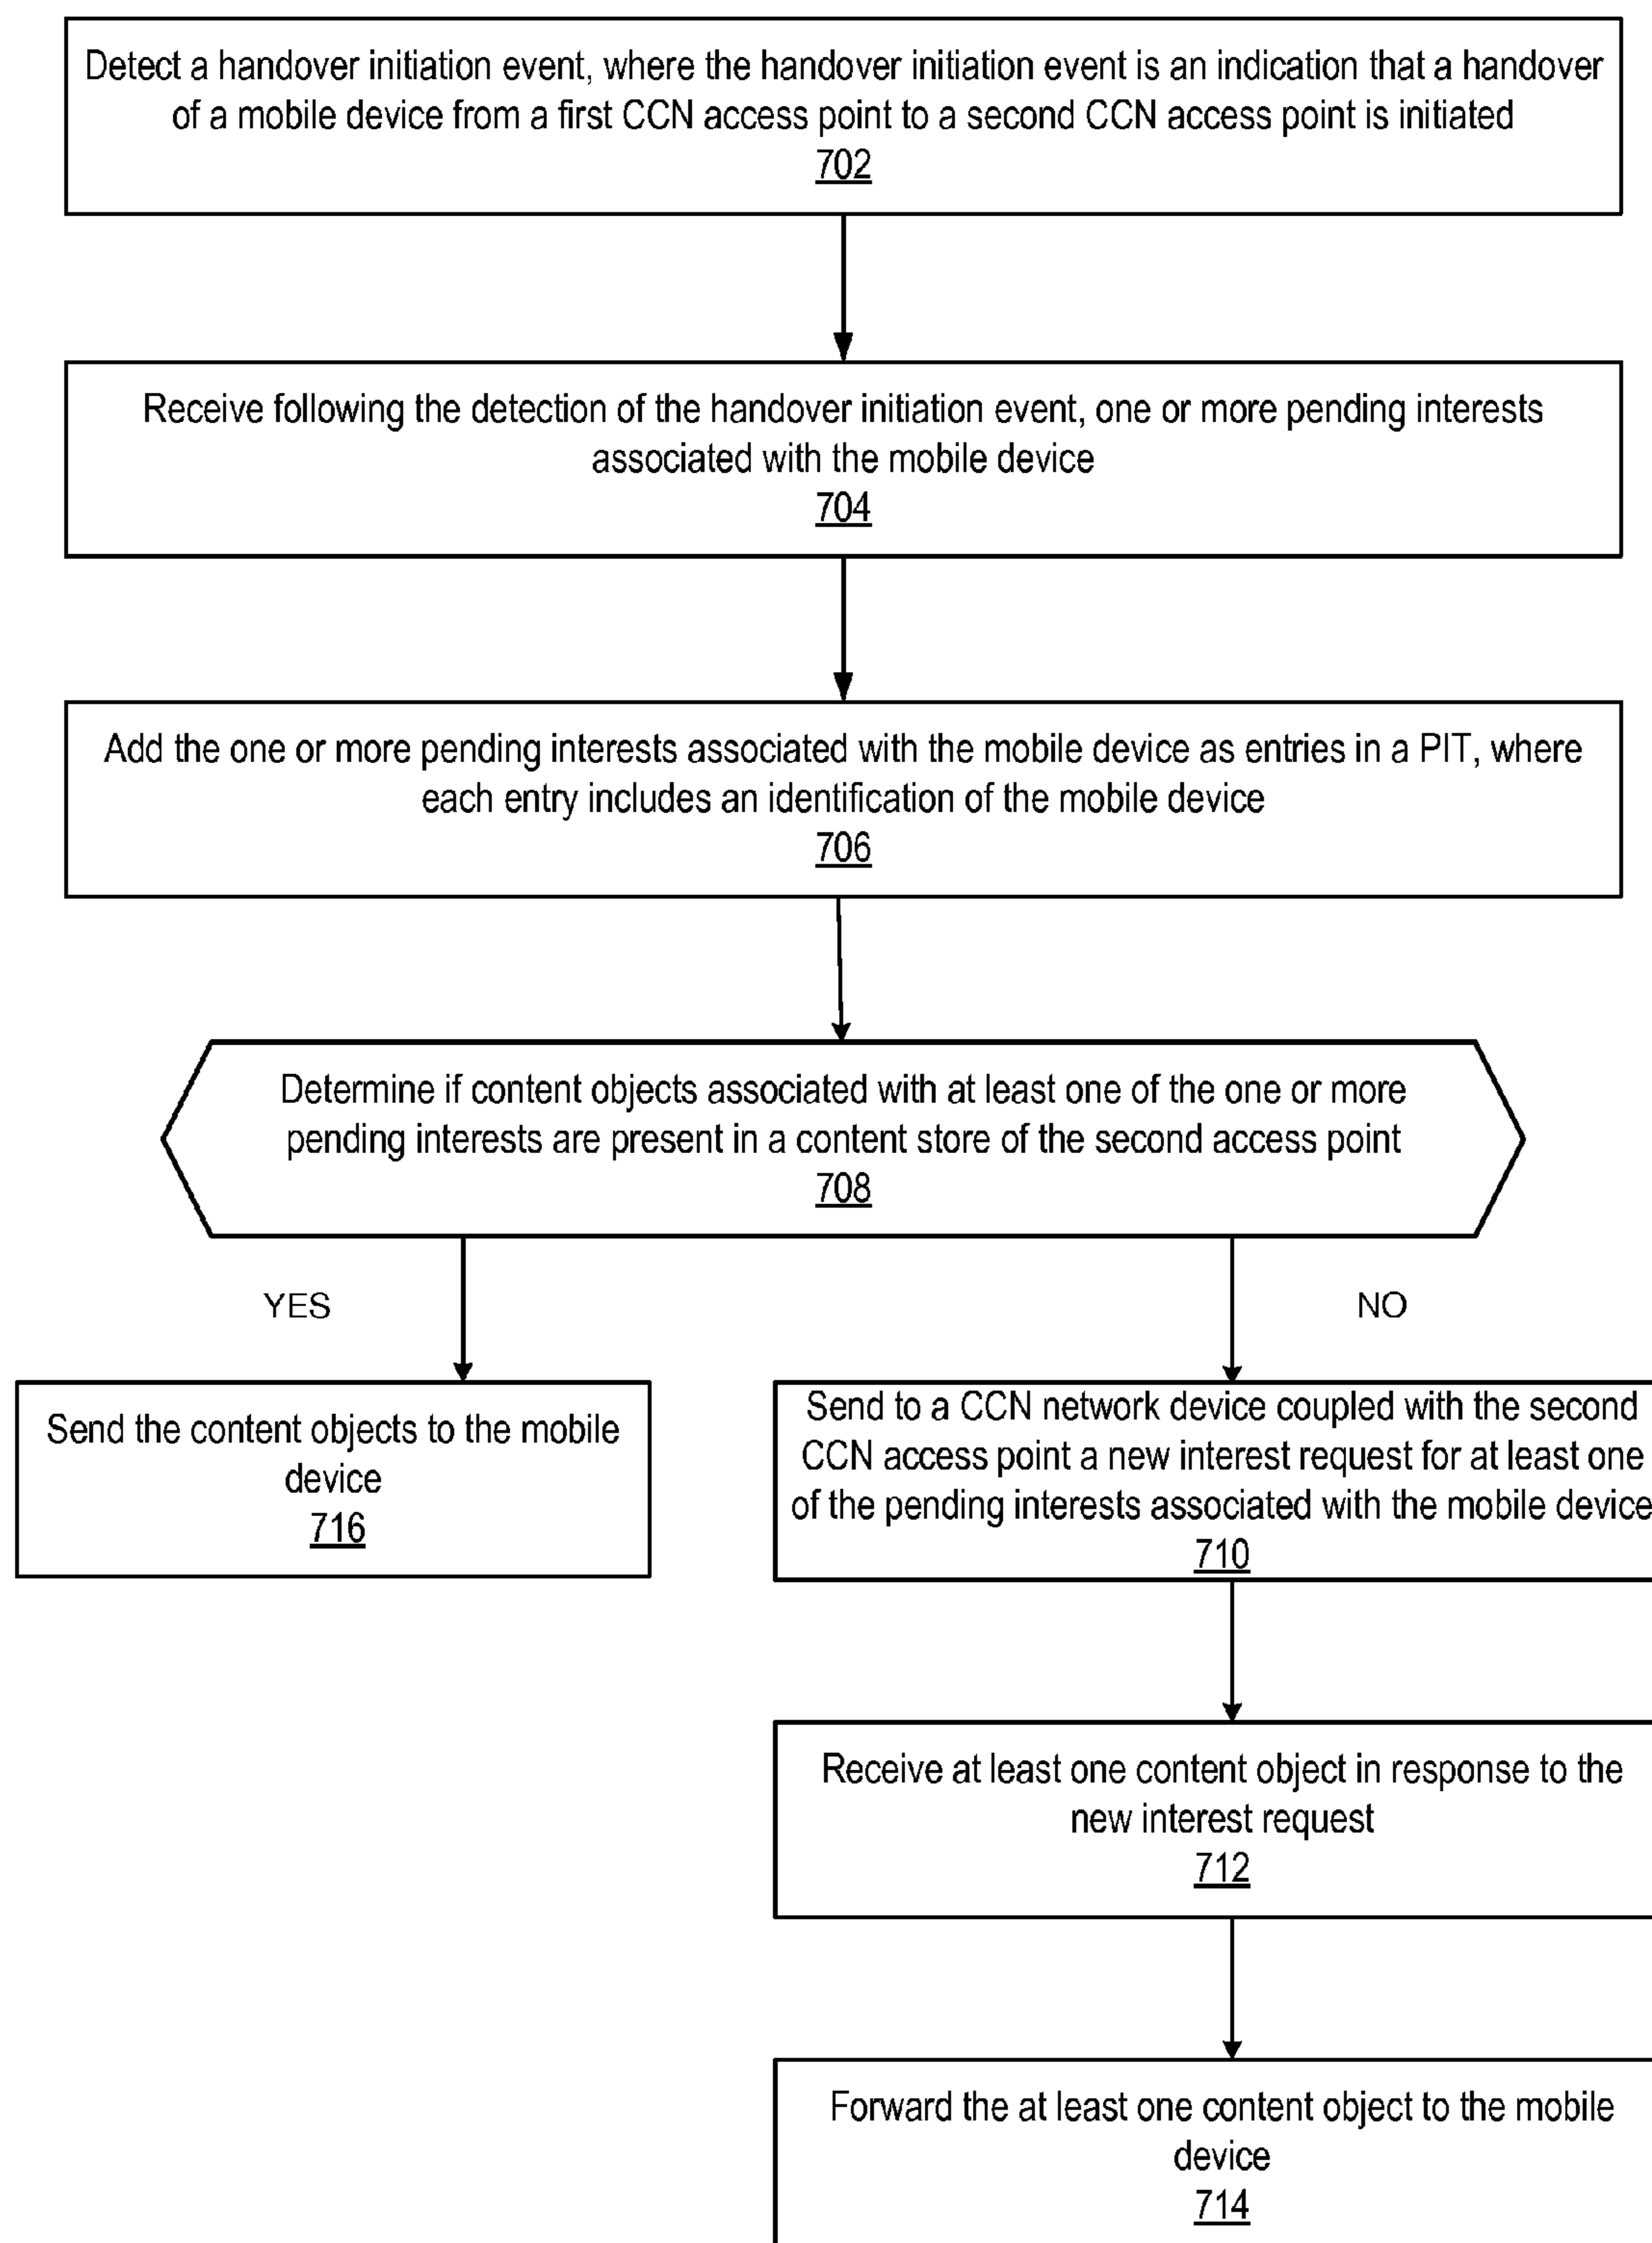 Detect a handover initiation event, where the handover initiation event is an indication that a handover
of a mobile device from a first CCN access point to a second CCN access point is initiated
702
Receive following the detection of the handover initiation event, one or more pending interests
associated with the mobile device
704
Add the one or more pending interests associated with the mobile device as entries in a PIT, where
each entry includes an identification of the mobile device
706
Determine if content objects associated with at least one of the one or more
pending interests are present in a content store of the second access point
708
YES
NO
Send the content objects to the mobile
device
716
Send to a CCN network device coupled with the second
CCN access point a new interest request for at least one
of the pending interests associated with the mobile device
710
Receive at least one content object in response to the
new interest request
712
Forward the at least one content object to the mobile
device
714